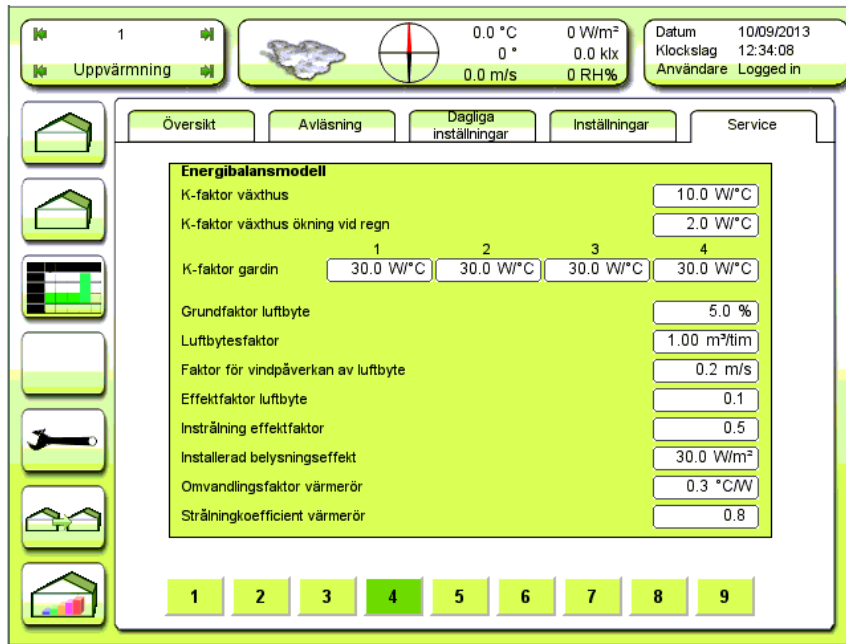 1
Uppvärmning
0.0 °C 0 W/m²
0 ° 0.0 klx
0.0 m/s 0 RH%
Datum 10/09/2013
Klockslag 12:34:08
Användare Logged in
Översikt
Avläsning
Dagliga
inställningar
Inställningar
Service
Energibalansmodell
K-faktor växthus 10.0 W/°C
K-faktor växthus ökning vid regn 2.0 W/°C
1 2 3 4
K-faktor gardin 30.0 W/°C 30.0 W/°C 30.0 W/°C 30.0 W/°C
Grundfaktor luftbyte 5.0 %
Luftbytesfaktor 1.00 m³/tim
Faktor för vindpåverkan av luftbyte 0.2 m/s
Effektfaktor luftbyte 0.1
Instrålning effektfaktor 0.5
Installerad belysningseffekt 30.0 W/m²
Omvandlingsfaktor värmerör 0.3 °C/W
Strålningkoefficient värmerör 0.8
1 2 3 4 5 6 7 8 9